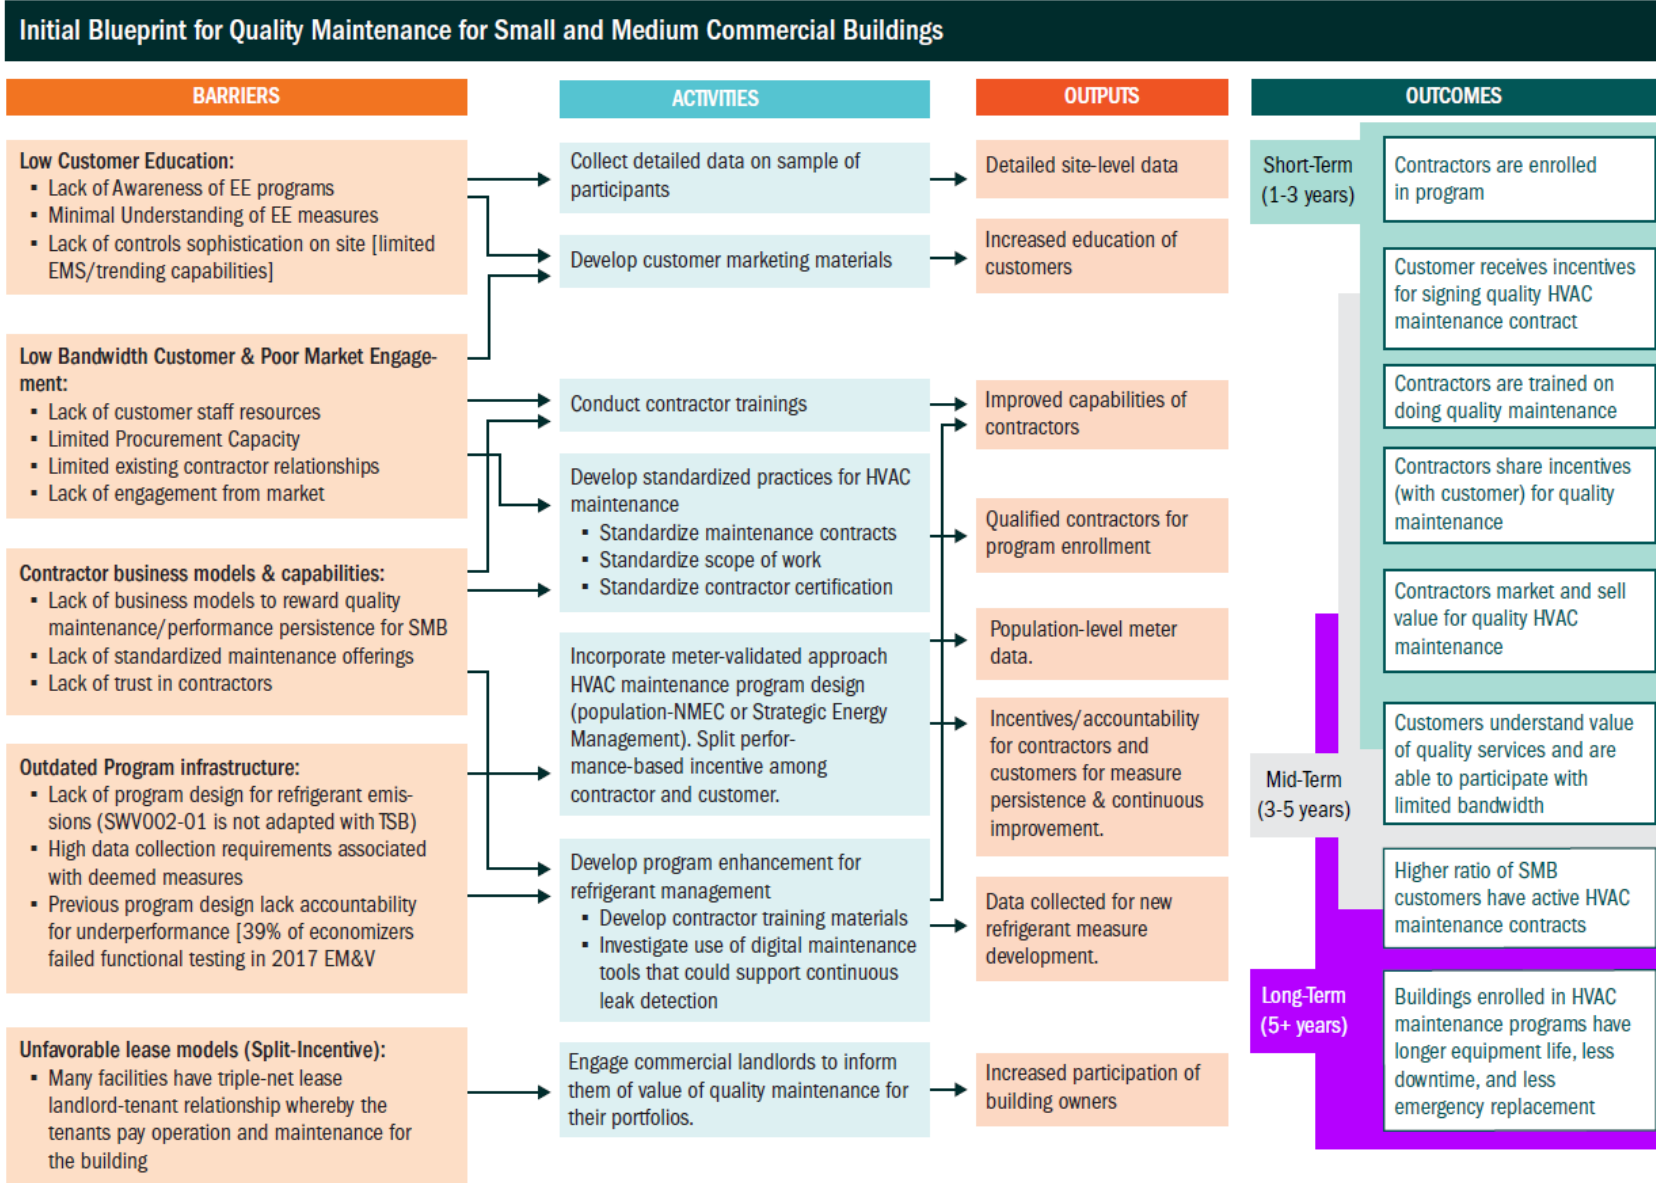 Initial Blueprint for Quality Maintenance for Small and Medium Commercial Buildings
BARRIERS
Low Customer Education:
▪ Lack of Awareness of EE programs
▪ Minimal Understanding of EE measures
▪ Lack of controls sophistication on site [limited
EMS/trending capabilities]
Low Bandwidth Customer & Poor Market Engage-
ment:
▪ Lack of customer staff resources
▪ Limited Procurement Capacity
▪ Limited existing contractor relationships
▪ Lack of engagement from market
Contractor business models & capabilities:
▪ Lack of business models to reward quality
maintenance/performance persistence for SMB
▪ Lack of standardized maintenance offerings
▪ Lack of trust in contractors
Outdated Program infrastructure:
▪ Lack of program design for refrigerant emis-
sions (SWV002-01 is not adapted with TSB)
▪ High data collection requirements associated
with deemed measures
▪ Previous program design lack accountability
for underperformance [39% of economizers
failed functional testing in 2017 EM&V
Unfavorable lease models (Split-Incentive):
▪ Many facilities have triple-net lease
landlord-tenant relationship whereby the
tenants pay operation and maintenance for
the building
ACTIVITIES
Collect detailed data on sample of
participants
Develop customer marketing materials
Conduct contractor trainings
Develop standardized practices for HVAC
maintenance
▪ Standardize maintenance contracts
▪ Standardize scope of work
▪ Standardize contractor certification
Incorporate meter-validated approach
HVAC maintenance program design
(population-NMEC or Strategic Energy
Management). Split perfor-
mance-based incentive among
contractor and customer.
Develop program enhancement for
refrigerant management
▪ Develop contractor training materials
▪ Investigate use of digital maintenance
tools that could support continuous
leak detection
Engage commercial landlords to inform
them of value of quality maintenance for
their portfolios.
OUTPUTS
Detailed site-level data
Increased education of
customers
Improved capabilities of
contractors
Qualified contractors for
program enrollment
Population-level meter
data.
Incentives/accountability
for contractors and
customers for measure
persistence & continuous
improvement.
Data collected for new
refrigerant measure
development.
Increased participation of
building owners
OUTCOMES
Short-Term
(1-3 years)
Contractors are enrolled
in program
Customer receives incentives
for signing quality HVAC
maintenance contract
Contractors are trained on
doing quality maintenance
Contractors share incentives
(with customer) for quality
maintenance
Contractors market and sell
value for quality HVAC
maintenance
Customers understand value
of quality services and are
able to participate with
limited bandwidth
Mid-Term
(3-5 years)
Higher ratio of SMB
customers have active HVAC
maintenance contracts
Long-Term
(5+ years)
Buildings enrolled in HVAC
maintenance programs have
longer equipment life, less
downtime, and less
emergency replacement